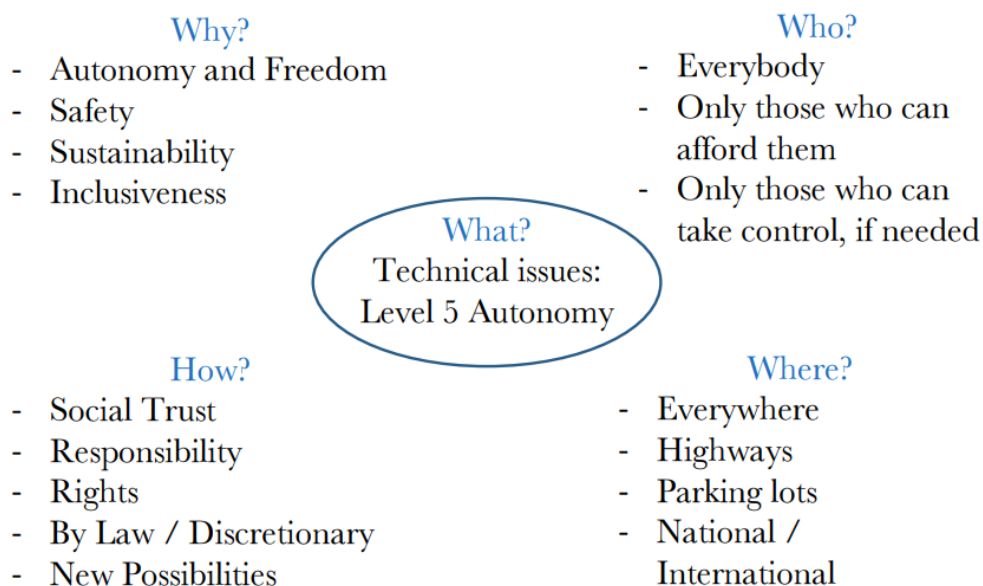 Why?
- Autonomy and Freedom
- Safety
- Sustainability
- Inclusiveness
Who?
- Everybody
- Only those who can
afford them
- Only those who can
take control, if needed
What?
Technical issues:
Level 5 Autonomy
How?
- Social Trust
- Responsibility
- Rights
- By Law / Discretionary
- New Possibilities
Where?
- Everywhere
- Highways
- Parking lots
- National /
International